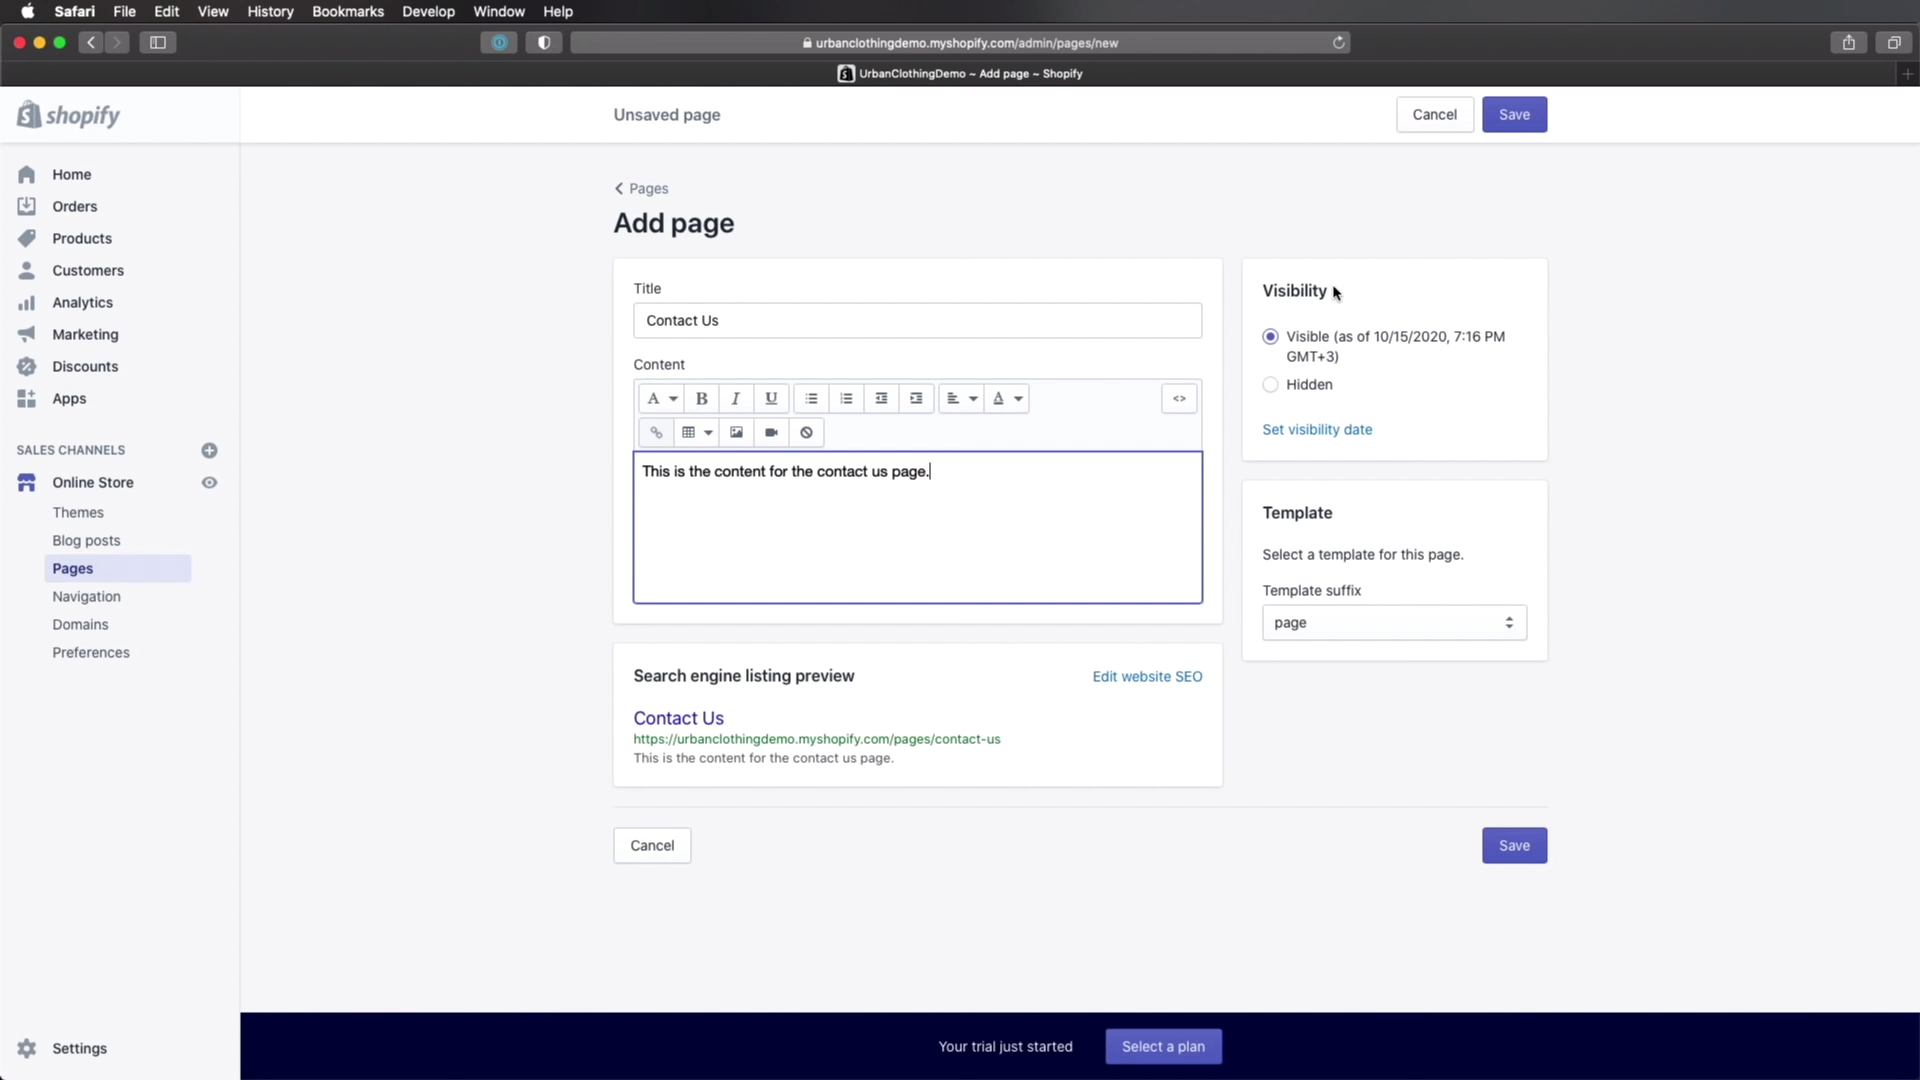 Safari File Edit View History Bookmarks Develop Window Help
urbanclothingdemo.myshopify.com/admin/pages/new
UrbanClothingDemo ~ Add page ~ Shopify
shopify
Unsaved page
Cancel
Save
Home
Orders
Products
Customers
Analytics
Marketing
Discounts
Apps
SALES CHANNELS
Online Store
Themes
Blog posts
Pages
Navigation
Domains
Preferences
Settings
Pages
Add page
Title
Contact Us
Content
A B I U A <>
This is the content for the contact us page.
Search engine listing preview
Edit website SEO
Contact Us
https://urbanclothingdemo.myshopify.com/pages/contact-us
This is the content for the contact us page.
Visibility
Visible (as of 10/15/2020, 7:16 PM
GMT+3)
Hidden
Set visibility date
Template
Select a template for this page.
Template suffix
page
Cancel
Save
Your trial just started
Select a plan